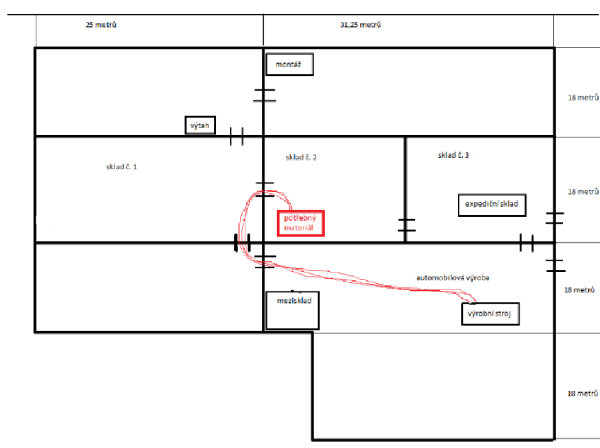 25 metrů
31,25 metrů
montáž
18 metrů
výtah
sklad č. 1
sklad č. 2
sklad č. 3
18 metrů
expediční sklad
potřebný
materiál
automobilová výroba
mezisklad
výrobní stroj
18 metrů
18 metrů